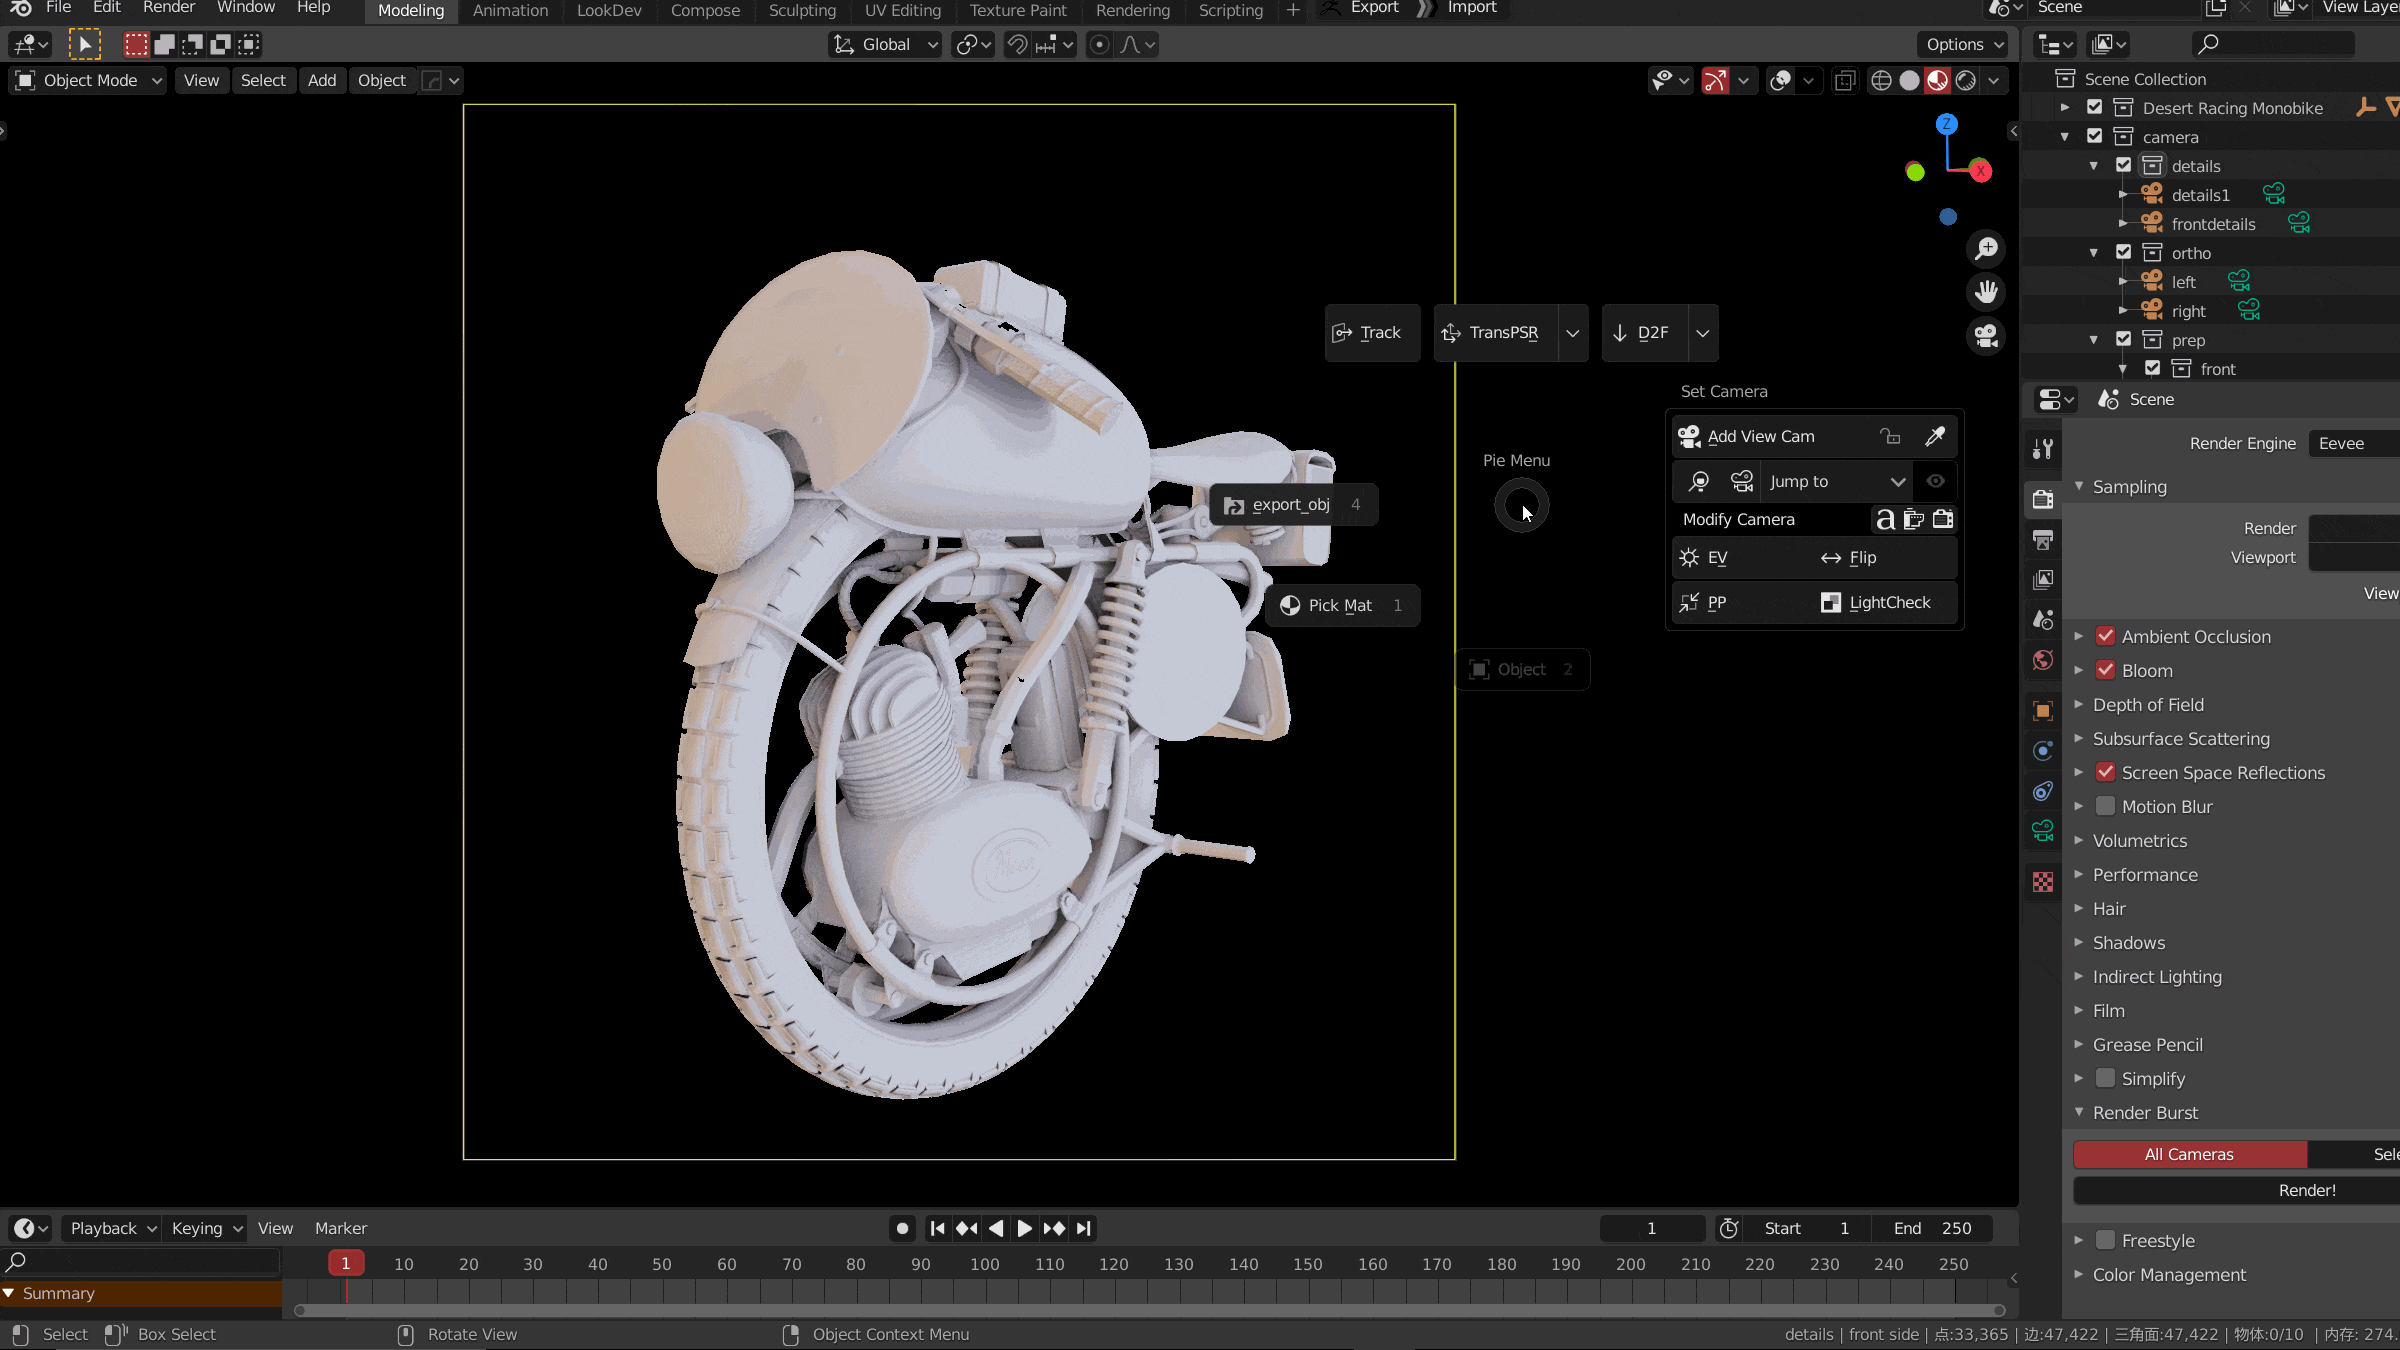 File Edit Render Window Help Modeling Animation LookDev Compose Sculpting UV Editing Texture Paint Rendering Scripting + Export Import Scene View Laye
Global Options
Object Mode View Select Add Object
Scene Collection
Desert Racing Monobike
camera
details
details1
frontdetails
ortho
left
right
prep
front
Z
X
Track TransPSR D2F
Set Camera
Add View Cam
Jump to
Modify Camera a
EV Flip
PP LightCheck
Pie Menu
export_obj 4
Pick Mat 1
Object 2
Scene
Render Engine Eevee
Sampling
Render
Viewport
View
Ambient Occlusion
Bloom
Depth of Field
Subsurface Scattering
Screen Space Reflections
Motion Blur
Volumetrics
Performance
Hair
Shadows
Indirect Lighting
Film
Grease Pencil
Simplify
Render Burst
All Cameras Sele
Render!
Freestyle
Color Management
Playback Keying View Marker 1 Start 1 End 250
1 10 20 30 40 50 60 70 80 90 100 110 120 130 140 150 160 170 180 190 200 210 220 230 240 250
Summary
Select Box Select Rotate View Object Context Menu details | front side | 点:33,365 | 边:47,422 | 三角面:47,422 | 物体:0/10 | 内存: 274.